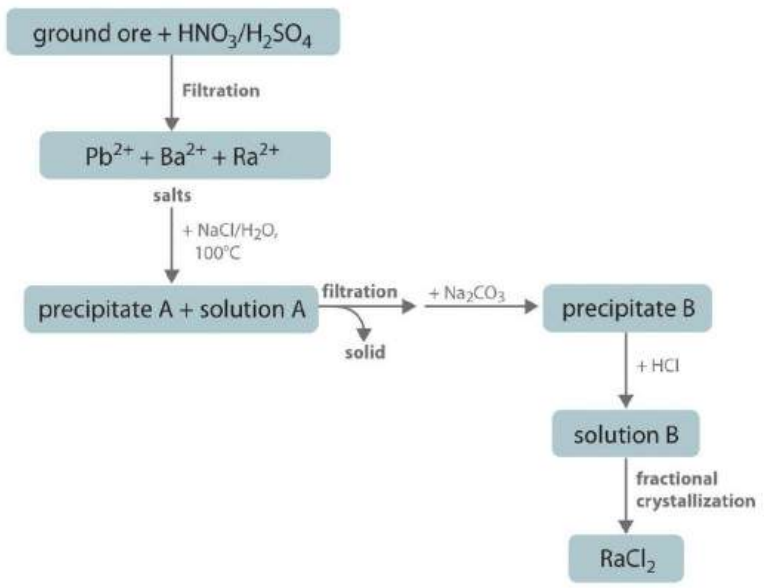 ground ore + HNO₃/H₂SO₄
Filtration
Pb²⁺ + Ba²⁺ + Ra²⁺
salts
+ NaCl/H₂O,
100°C
precipitate A + solution A
filtration
solid
+ Na₂CO₃
precipitate B
+ HCl
solution B
fractional
crystallization
RaCl₂